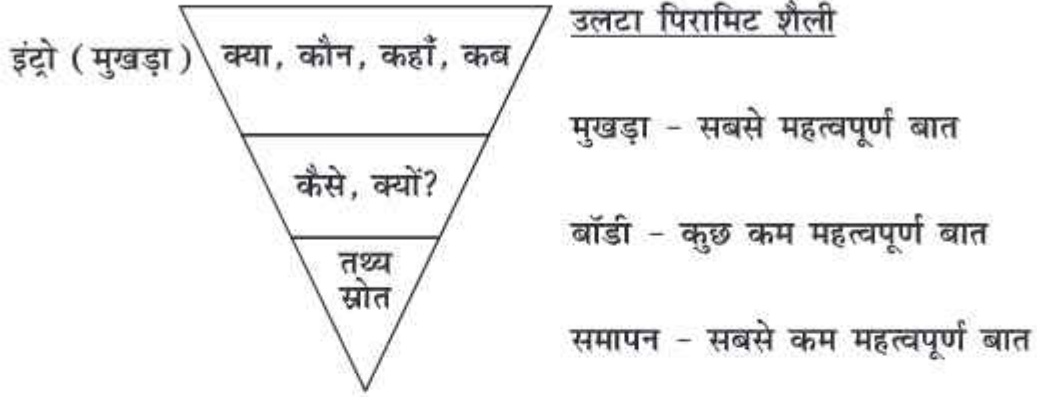 उलटा पिरामिट शैली
इंट्रो ( मुखड़ा ) क्या, कौन, कहाँ, कब
मुखड़ा - सबसे महत्वपूर्ण बात
कैसे, क्यों?
बॉडी - कुछ कम महत्वपूर्ण बात
तथ्य
स्रोत
समापन - सबसे कम महत्वपूर्ण बात